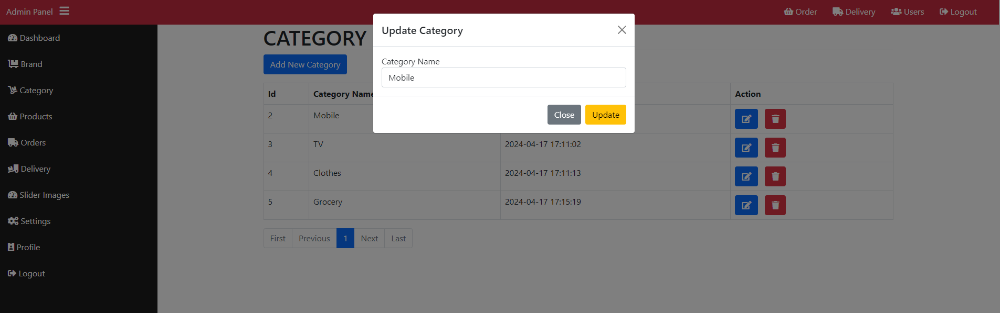 Admin Panel
Order
Delivery
Users
Logout
Dashboard
Brand
Category
Products
Orders
Delivery
Slider Images
Settings
Profile
Logout
CATEGORY
Add New Category
Id
Category Name
Action
2
Mobile
3
TV
2024-04-17 17:11:02
4
Clothes
2024-04-17 17:11:13
5
Grocery
2024-04-17 17:15:19
First
Previous
1
Next
Last
Update Category
Category Name
Mobile
Close
Update